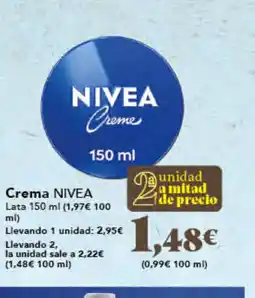 NIVEA
Creme
150 ml
Crema NIVEA
Lata 150 ml (1,97€ 100
ml)
Llevando 1 unidad: 2,95€
Llevando 2,
la unidad sale a 2,22€
(1,48€ 100 ml)
2ª unidad
a mitad
de precio
1,48€
(0,99€ 100 ml)